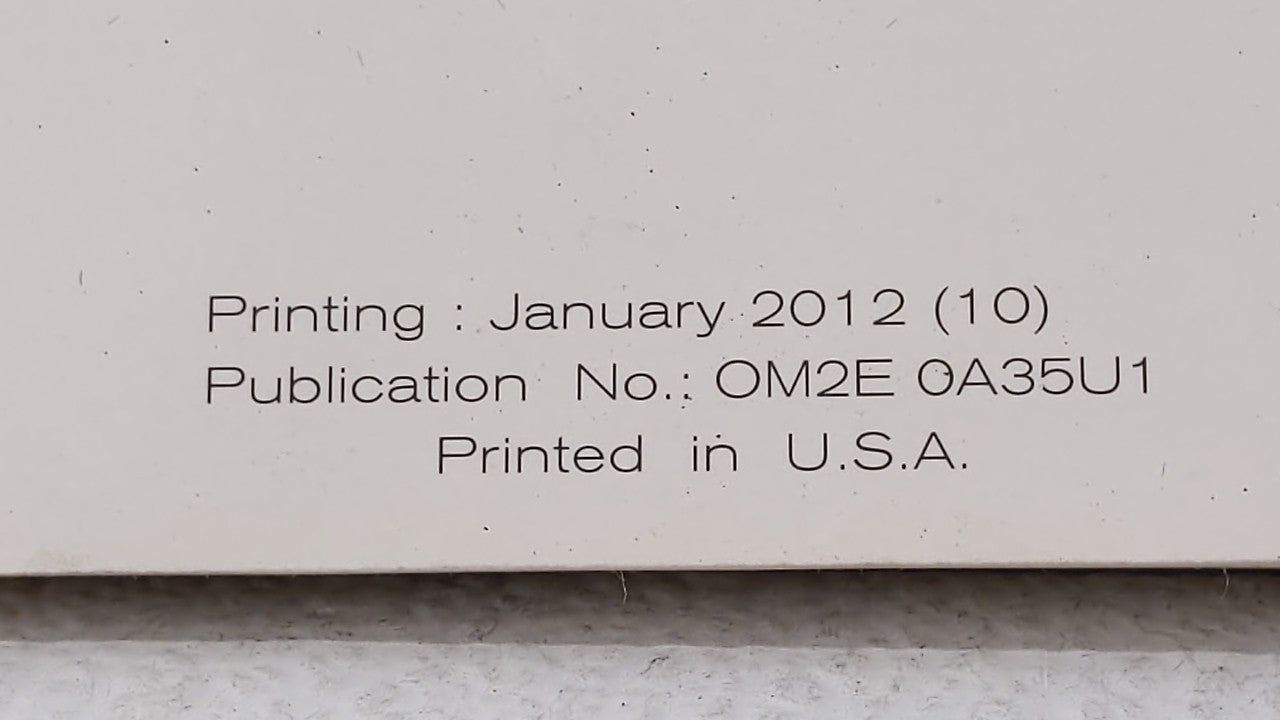 Printing : January 2012 (10)
Publication No.: OM2E 0A35U1
Printed in U.S.A.